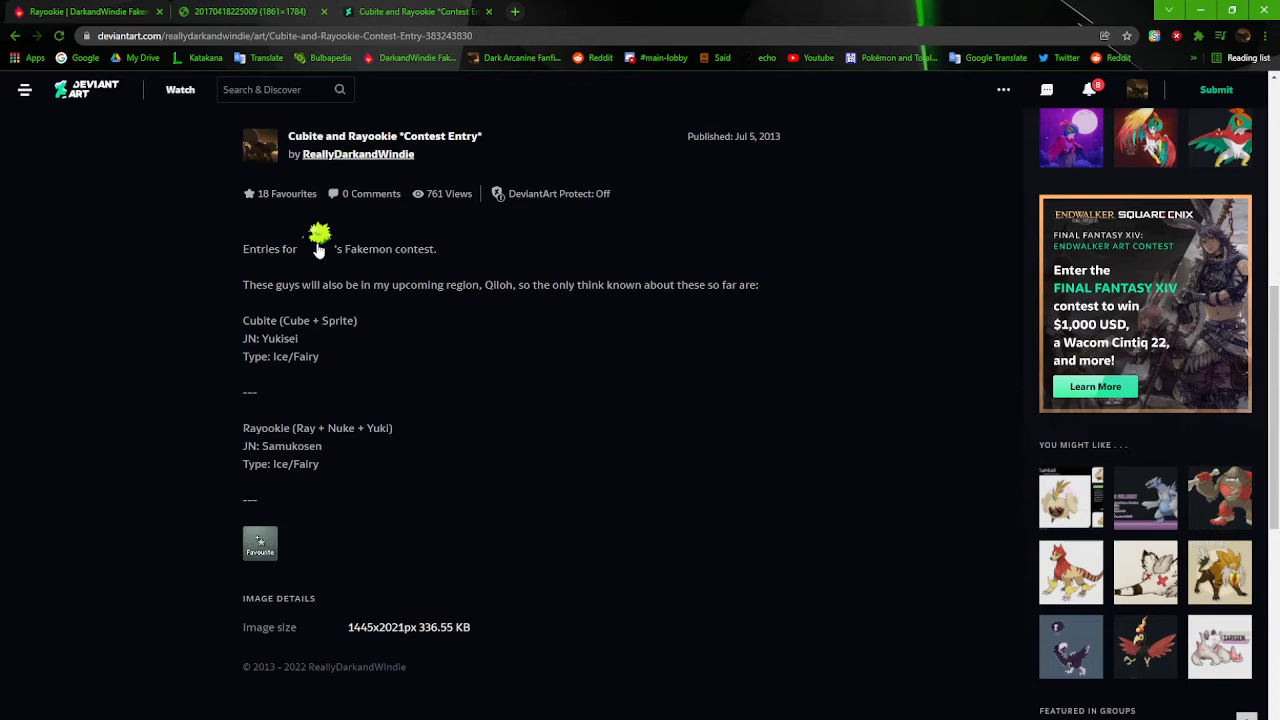 Rayookie | DarkandWindie Faken
20170418225009 (1861×1784)
Cubite and Rayookie *Contest En
deviantart.com/reallydarkandwindie/art/Cubite-and-Rayookie-Contest-Entry-383243830
Apps Google My Drive Katakana Translate Bulbapedia DarkandWindie Fak... Dark Arcanine Fanfi... Reddit #main-lobby Said echo YouTube Pokémon and Total... Google Translate Twitter Reddit » Reading list
DEVIANT ART
Watch
Search & Discover
8
Submit
Cubite and Rayookie *Contest Entry*
by ReallyDarkandWindie
Published: Jul 5, 2013
18 Favourites 0 Comments 761 Views DeviantArt Protect: Off
Entries for 's Fakemon contest.
These guys will also be in my upcoming region, Qiloh, so the only think known about these so far are:
Cubite (Cube + Sprite)
JN: Yukisei
Type: Ice/Fairy
---
Rayookie (Ray + Nuke + Yuki)
JN: Samukosen
Type: Ice/Fairy
---
Favourite
IMAGE DETAILS
Image size 1445x2021px 336.55 KB
© 2013 - 2022 ReallyDarkandWIndie
ENDWALKER SQUARE ENIX
FINAL FANTASY XIV:
ENDWALKER ART CONTEST
Enter the
FINAL FANTASY XIV
contest to win
$1,000 USD,
a Wacom Cintiq 22,
and more!
Learn More
YOU MIGHT LIKE . . .
FEATURED IN GROUPS